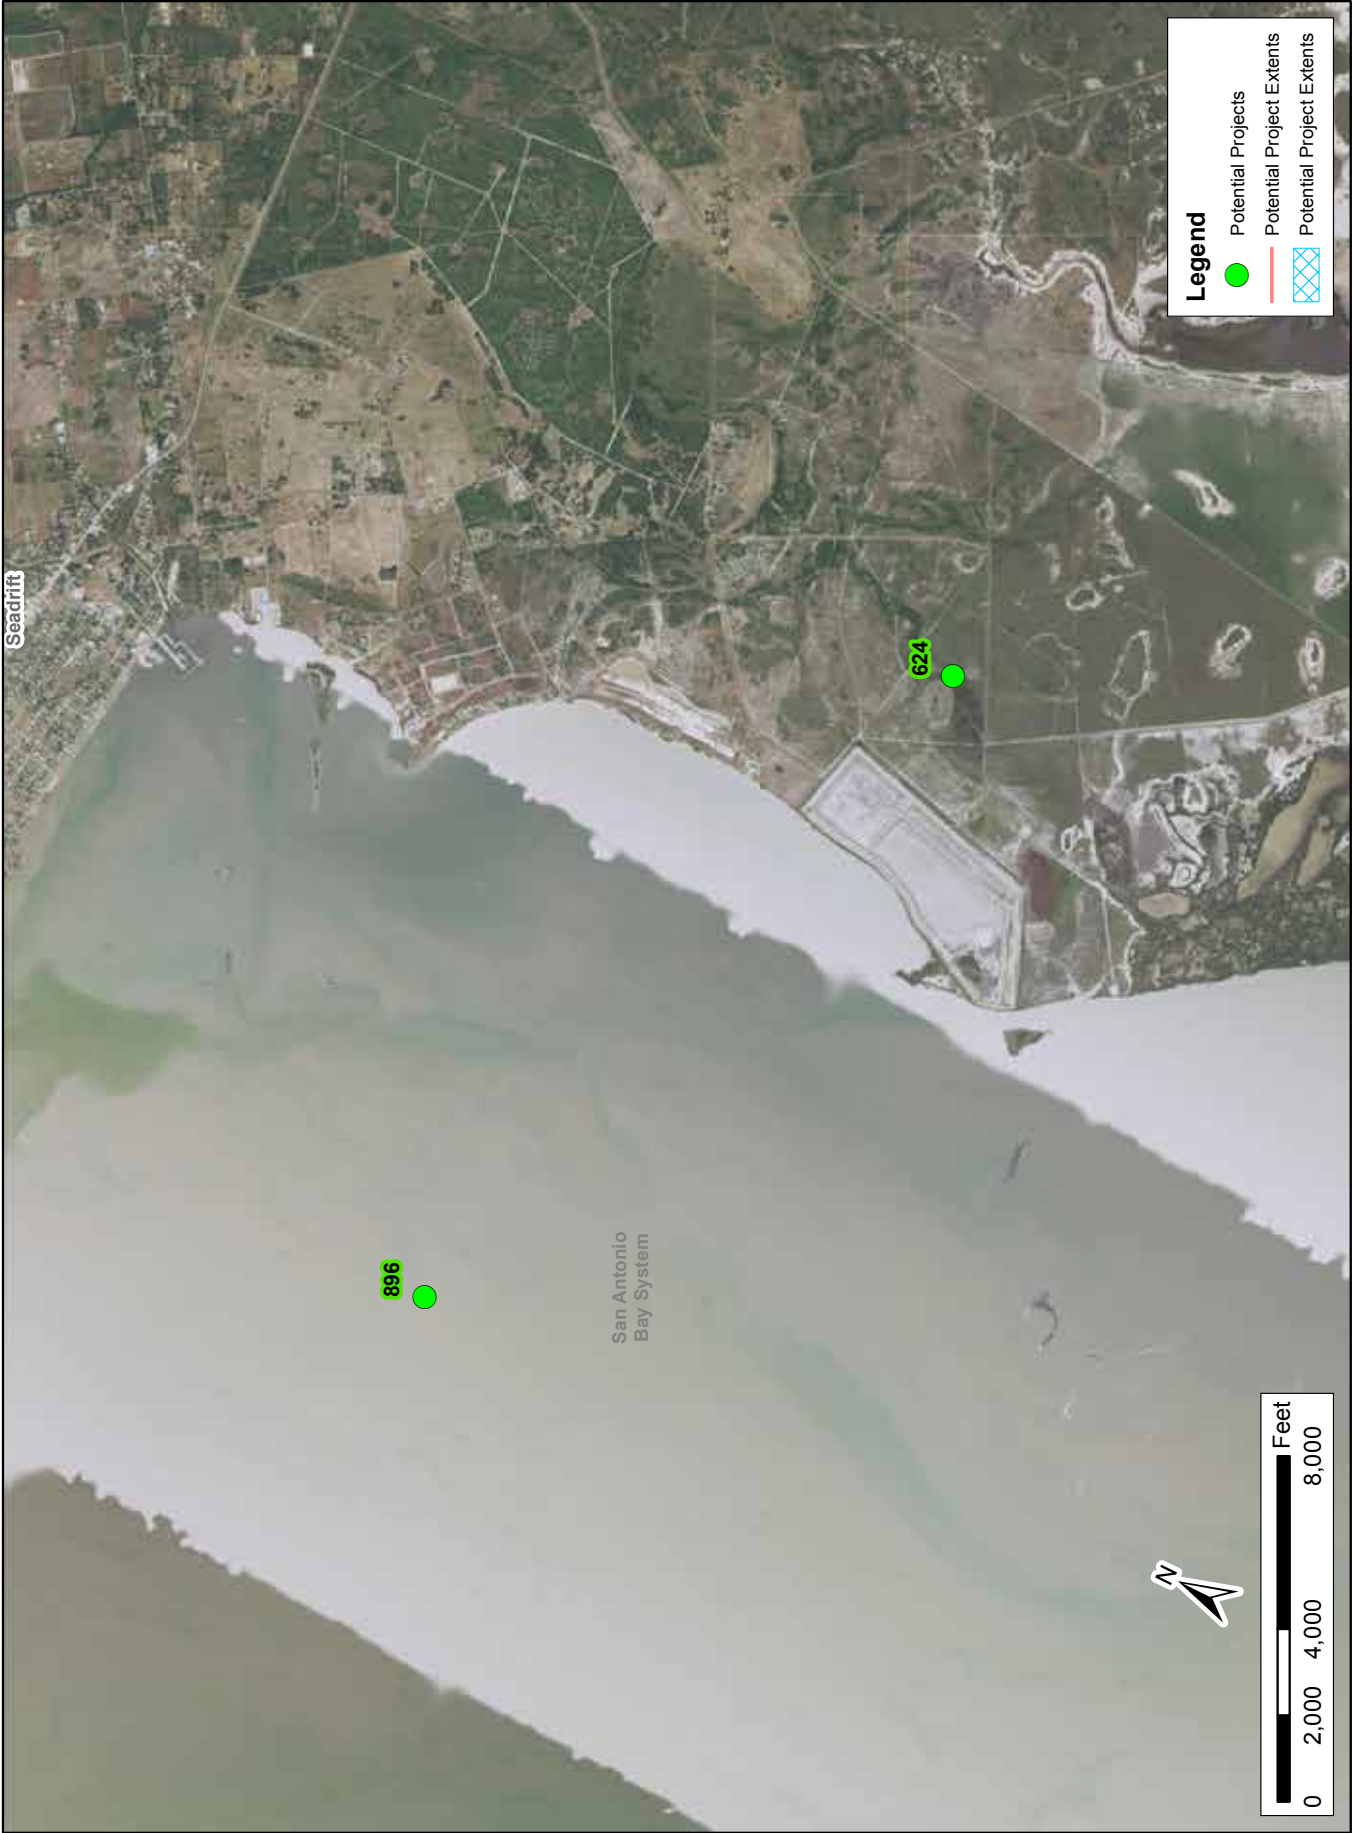 Seadrift
624
896
San Antonio
Bay System
Legend
Potential Projects
Potential Project Extents
Potential Project Extents
N
Feet
0 2,000 4,000 8,000